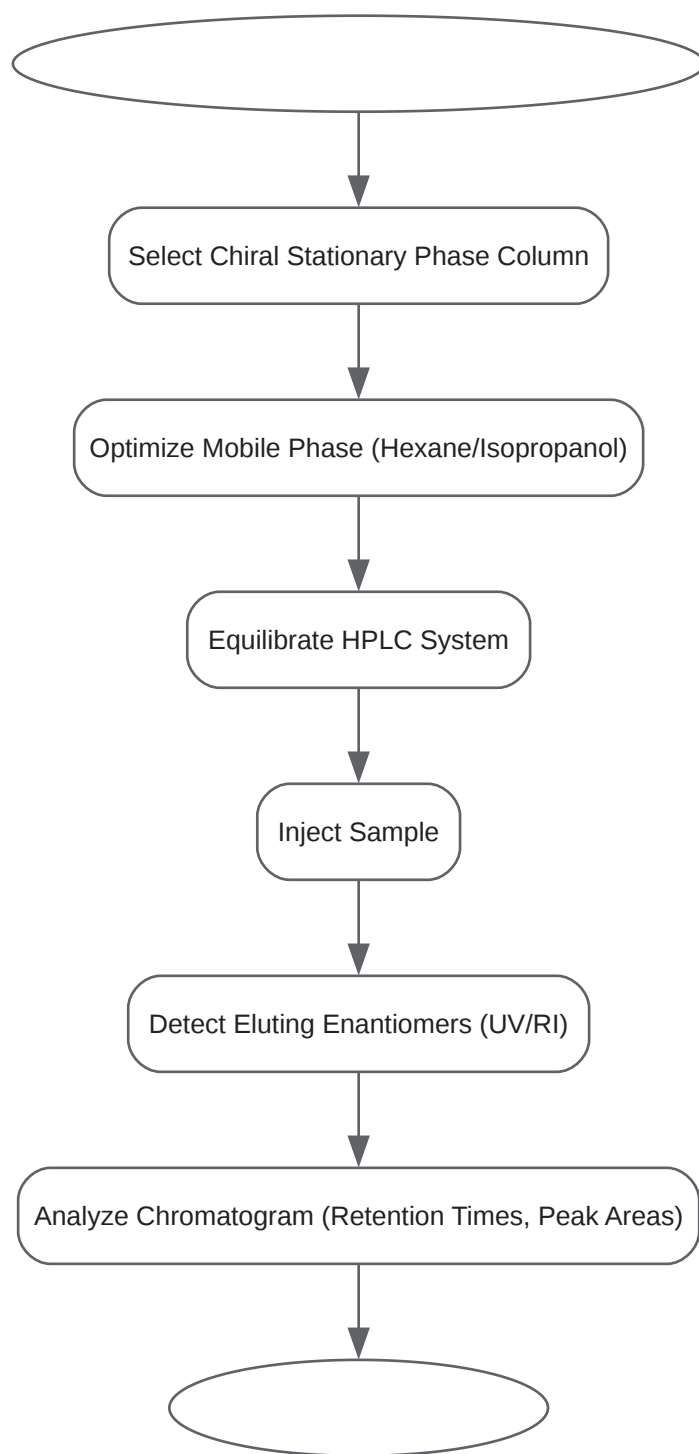 Select Chiral Stationary Phase Column
Optimize Mobile Phase (Hexane/Isopropanol)
Equilibrate HPLC System
Inject Sample
Detect Eluting Enantiomers (UV/RI)
Analyze Chromatogram (Retention Times, Peak Areas)